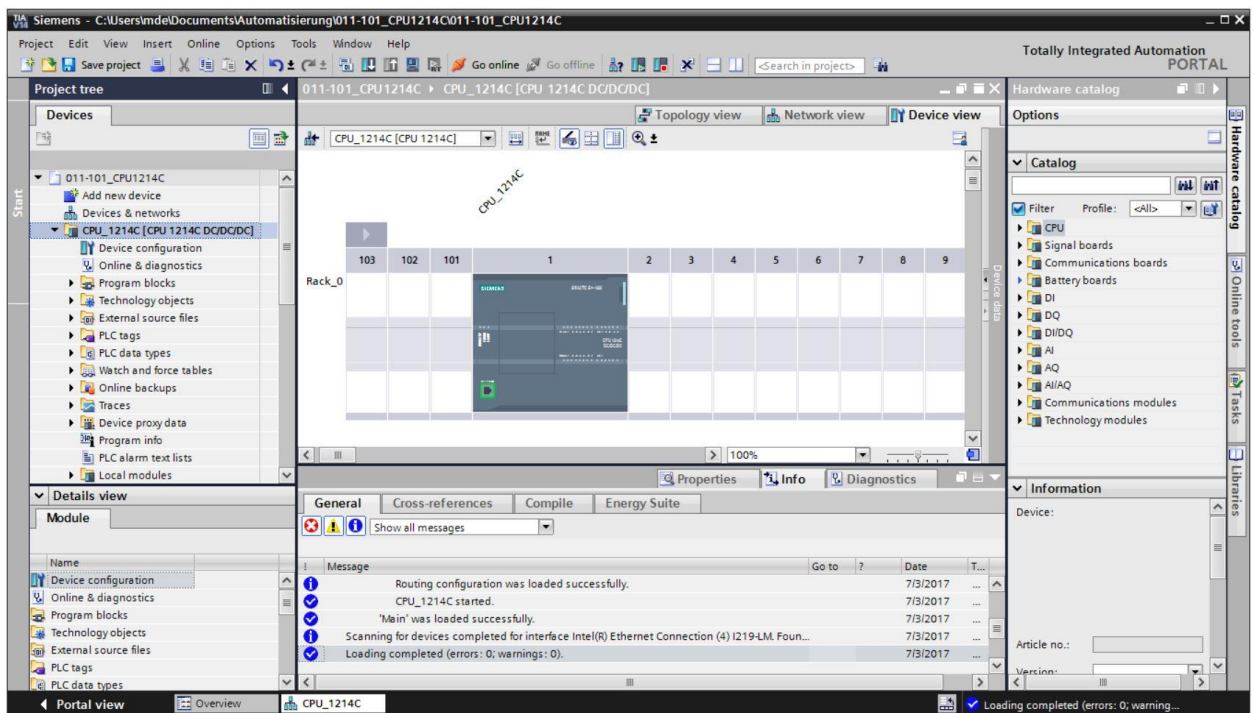 Siemens - C:\Users\mde\Documents\Automatisierung\011-101_CPU1214C\011-101_CPU1214C
Project Edit View Insert Online Options Tools Window Help
Totally Integrated Automation
PORTAL
Save project
Go online
Go offline
<Search in project>
Project tree
Devices
011-101_CPU1214C
Add new device
Devices & networks
CPU_1214C [CPU 1214C DC/DC/DC]
Device configuration
Online & diagnostics
Program blocks
Technology objects
External source files
PLC tags
PLC data types
Watch and force tables
Online backups
Traces
Device proxy data
Program info
PLC alarm text lists
Local modules
Details view
Module
Name
Device configuration
Online & diagnostics
Program blocks
Technology objects
External source files
PLC tags
PLC data types
Start
011-101_CPU1214C CPU_1214C [CPU 1214C DC/DC/DC]
Topology view
Network view
Device view
CPU_1214C [CPU 1214C]
CPU_1214C
103 102 101 1 2 3 4 5 6 7 8 9
Rack_0
SIEMENS
Device data
100%
Properties
Info
Diagnostics
General
Cross-references
Compile
Energy Suite
Show all messages
! Message Go to ? Date T...
Routing configuration was loaded successfully. 7/3/2017 ...
CPU_1214C started. 7/3/2017 ...
'Main' was loaded successfully. 7/3/2017 ...
Scanning for devices completed for interface Intel(R) Ethernet Connection (4) I219-LM. Foun... 7/3/2017 ...
Loading completed (errors: 0; warnings: 0). 7/3/2017 ...
Hardware catalog
Options
Catalog
Filter
Profile: <All>
CPU
Signal boards
Communications boards
Battery boards
DI
DQ
DI/DQ
AI
AQ
AI/AQ
Communications modules
Technology modules
Information
Device:
Article no.:
Version:
Hardware catalog
Online tools
Tasks
Libraries
Portal view
Overview
CPU_1214C
Loading completed (errors: 0; warning...